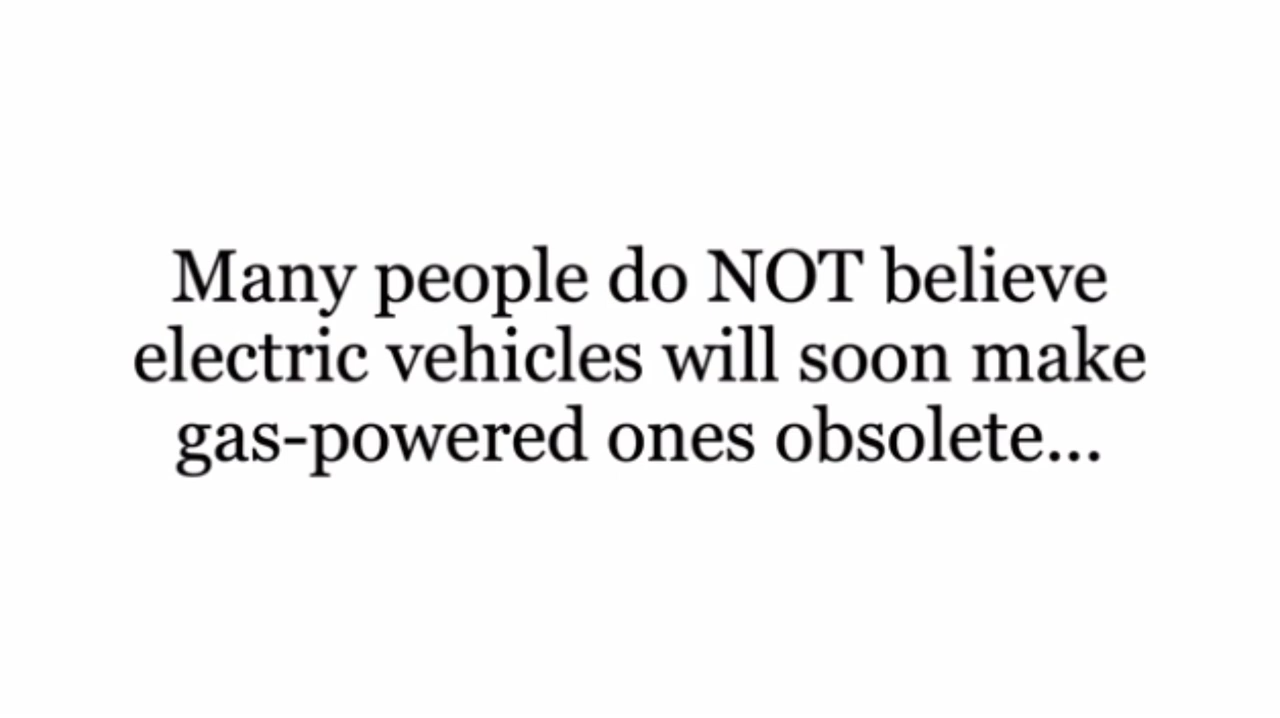 Many people do NOT believe
electric vehicles will soon make
gas-powered ones obsolete...